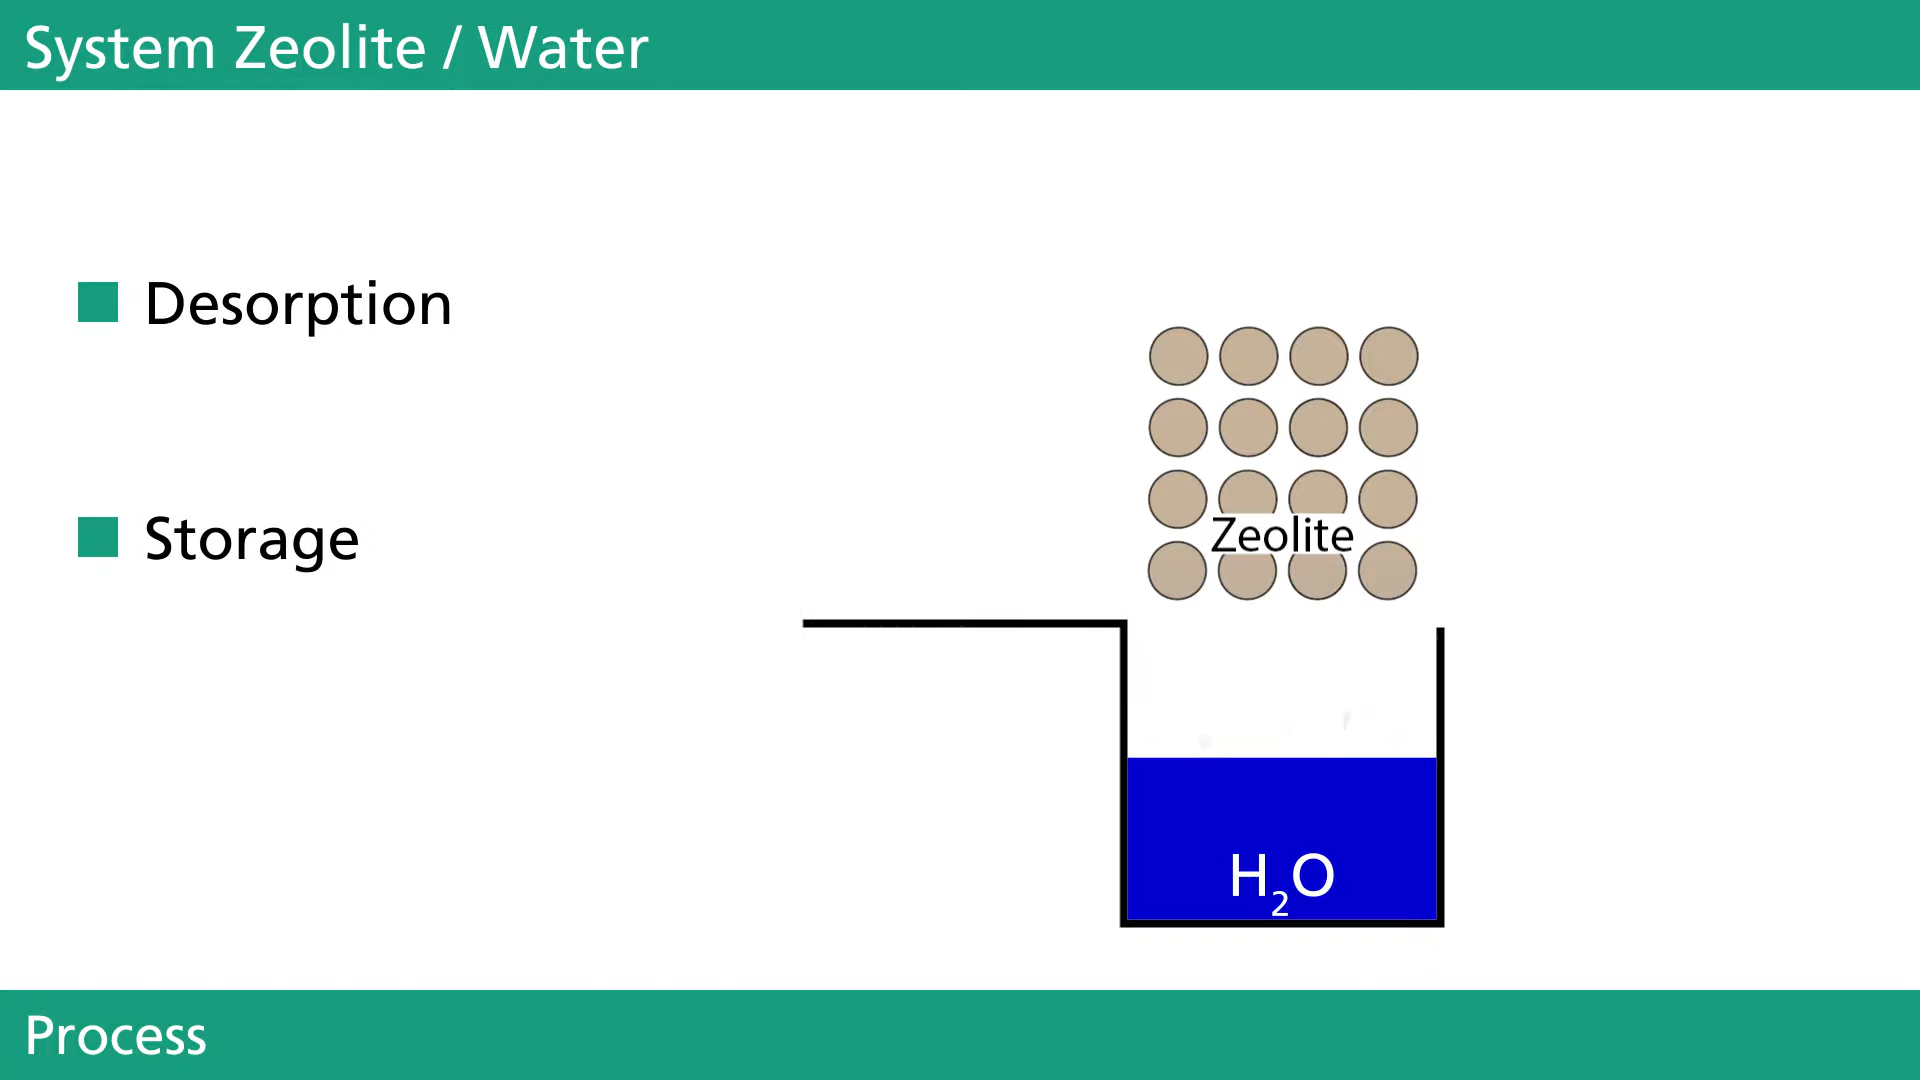 System Zeolite / Water
Desorption
Storage
Zeolite
H₂O
Process